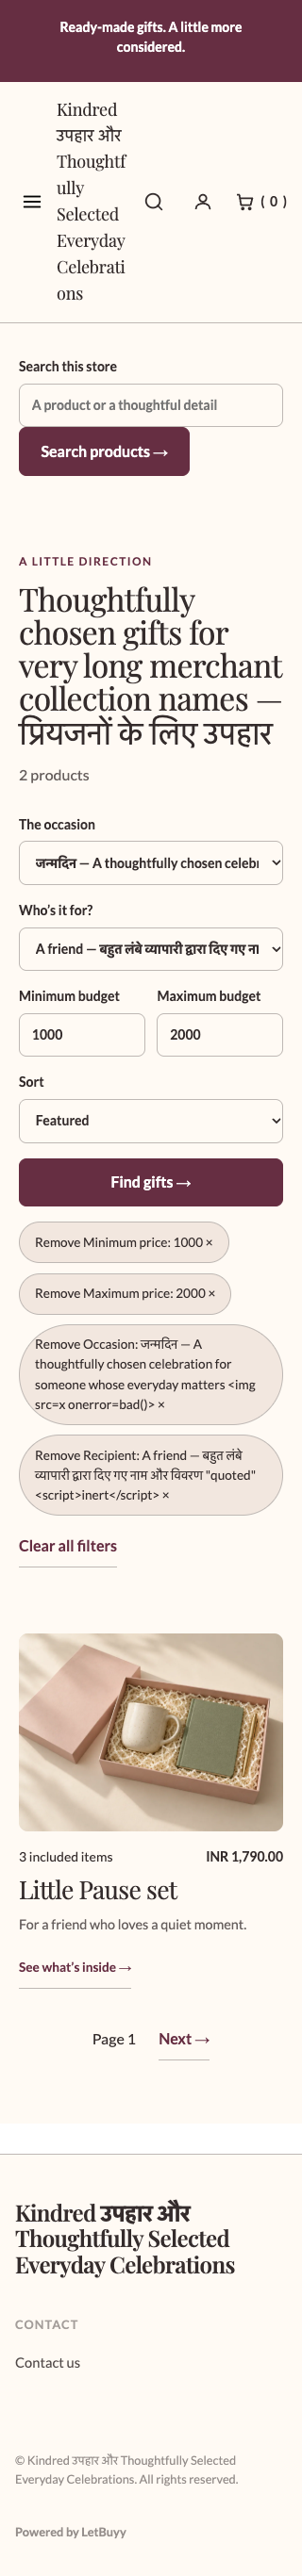 Ready-made gifts. A little more
considered.
Kindred
उपहार और
Thoughtf
ully
Selected
Everyday
Celebrati
ons
( 0 )
Search this store
A product or a thoughtful detail
Search products →
A LITTLE DIRECTION
Thoughtfully
chosen gifts for
very long merchant
collection names —
प्रियजनों के लिए उपहार
2 products
The occasion
जन्मदिन — A thoughtfully chosen celebr
Who's it for?
A friend — बहुत लंबे व्यापारी द्वारा दिए गए ना
Minimum budget Maximum budget
1000 2000
Sort
Featured
Find gifts →
Remove Minimum price: 1000 ×
Remove Maximum price: 2000 ×
Remove Occasion: जन्मदिन — A
thoughtfully chosen celebration for
someone whose everyday matters <img
src=x onerror=bad()> ×
Remove Recipient: A friend — बहुत लंबे
व्यापारी द्वारा दिए गए नाम और विवरण "quoted"
<script>inert</script> ×
Clear all filters
3 included items INR 1,790.00
Little Pause set
For a friend who loves a quiet moment.
See what's inside →
Page 1 Next →
Kindred उपहार और
Thoughtfully Selected
Everyday Celebrations
CONTACT
Contact us
© Kindred उपहार और Thoughtfully Selected
Everyday Celebrations. All rights reserved.
Powered by LetBuyy